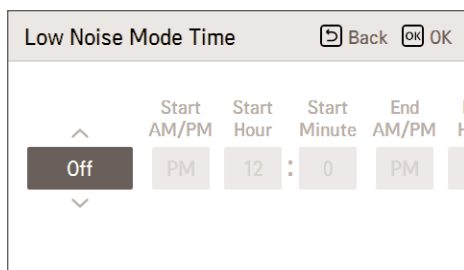 Low Noise Mode Time Back OK OK
Start Start Start End
AM/PM Hour Minute AM/PM
Off PM 12 : 0 PM